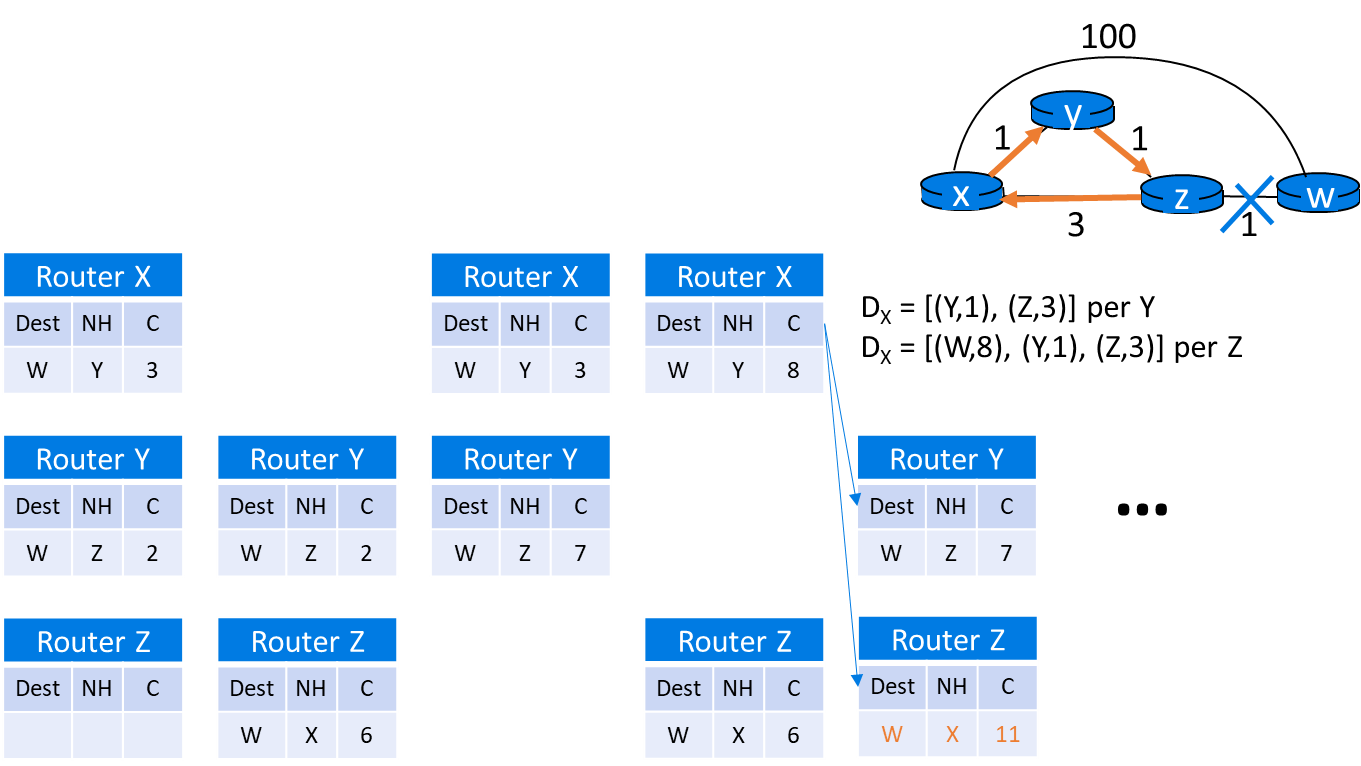 100
y
1
1
x
z
w
3
1
Router X
Dest NH C
W Y 3
Router X
Dest NH C
W Y 3
Router X
Dest NH C
W Y 8
DX = [(Y,1), (Z,3)] per Y
DX = [(W,8), (Y,1), (Z,3)] per Z
Router Y
Dest NH C
W Z 2
Router Y
Dest NH C
W Z 2
Router Y
Dest NH C
W Z 7
Router Y
Dest NH C
W Z 7
...
Router Z
Dest NH C
Router Z
Dest NH C
W X 6
Router Z
Dest NH C
W X 6
Router Z
Dest NH C
W X 11